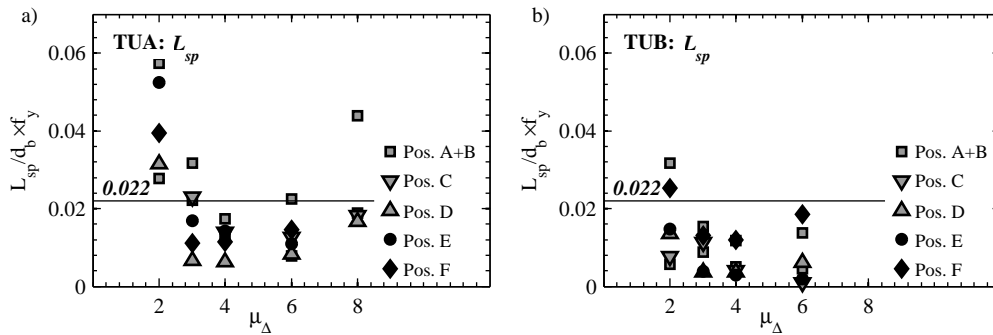 a)
TUA: L_sp
0.06
0.04
0.02
0
L_sp/d_b ×f_y
0.022
Pos. A+B
Pos. C
Pos. D
Pos. E
Pos. F
2 4 6 8
μ_Δ
b)
TUB: L_sp
0.06
0.04
0.02
0
L_sp/d_b ×f_y
0.022
Pos. A+B
Pos. C
Pos. D
Pos. E
Pos. F
2 4 6 8
μ_Δ